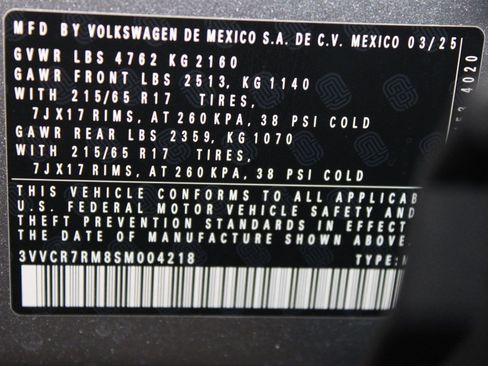 MFD BY VOLKSWAGEN DE MEXICO S.A. DE C.V. MEXICO 03/25
GVWR LBS 4762 KG 2160
GAWR FRONT LBS 2513, KG 1140
WITH 215/65 R17 TIRES,
7JX17 RIMS, AT 260 KPA, 38 PSI COLD
GAWR REAR LBS 2359, KG 1070
WITH 215/65 R17 TIRES,
7JX17 RIMS, AT 260 KPA, 38 PSI COLD
THIS VEHICLE CONFORMS TO ALL APPLICAB
U.S. FEDERAL MOTOR VEHICLE SAFETY AND
THEFT PREVENTION STANDARDS IN EFFECT
THE DATE OF MANUFACTURE SHOWN ABOVE.
3VVCR7RM8SM004218 TYPE:
4020